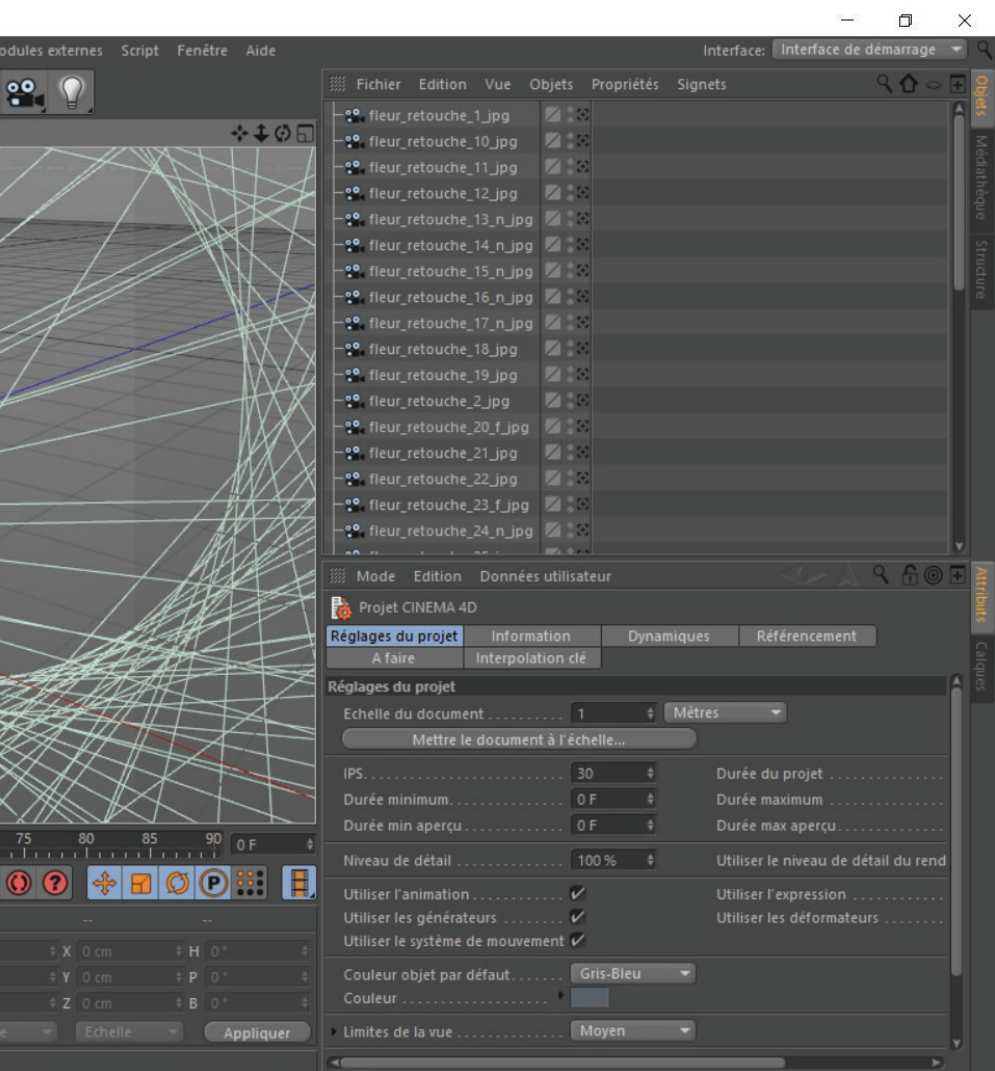 odules externes Script Fenêtre Aide
Interface: Interface de démarrage
Fichier Edition Vue Objets Propriétés Signets
Objets
Médiathèque
Structure
fleur_retouche_1_jpg
fleur_retouche_10_jpg
fleur_retouche_11_jpg
fleur_retouche_12_jpg
fleur_retouche_13_n_jpg
fleur_retouche_14_n_jpg
fleur_retouche_15_n_jpg
fleur_retouche_16_n_jpg
fleur_retouche_17_n_jpg
fleur_retouche_18_jpg
fleur_retouche_19_jpg
fleur_retouche_2_jpg
fleur_retouche_20_f_jpg
fleur_retouche_21_jpg
fleur_retouche_22_jpg
fleur_retouche_23_f_jpg
fleur_retouche_24_n_jpg
Mode Edition Données utilisateur
Attributs
Calques
Projet CINEMA 4D
Réglages du projet Information Dynamiques Référencement
A faire Interpolation clé
Réglages du projet
Echelle du document 1 Mètres
Mettre le document à l'échelle...
IPS 30 Durée du projet
Durée minimum 0 F Durée maximum
Durée min aperçu 0 F Durée max aperçu
Niveau de détail 100 % Utiliser le niveau de détail du rend
Utiliser l'animation Utiliser l'expression
Utiliser les générateurs Utiliser les déformateurs
Utiliser le système de mouvement
Couleur objet par défaut Gris-Bleu
Couleur
Limites de la vue Moyen
75 80 85 90 0 F
? P
-- --
X 0 cm H 0 °
Y 0 cm P 0 °
Z 0 cm B 0 °
Echelle Appliquer